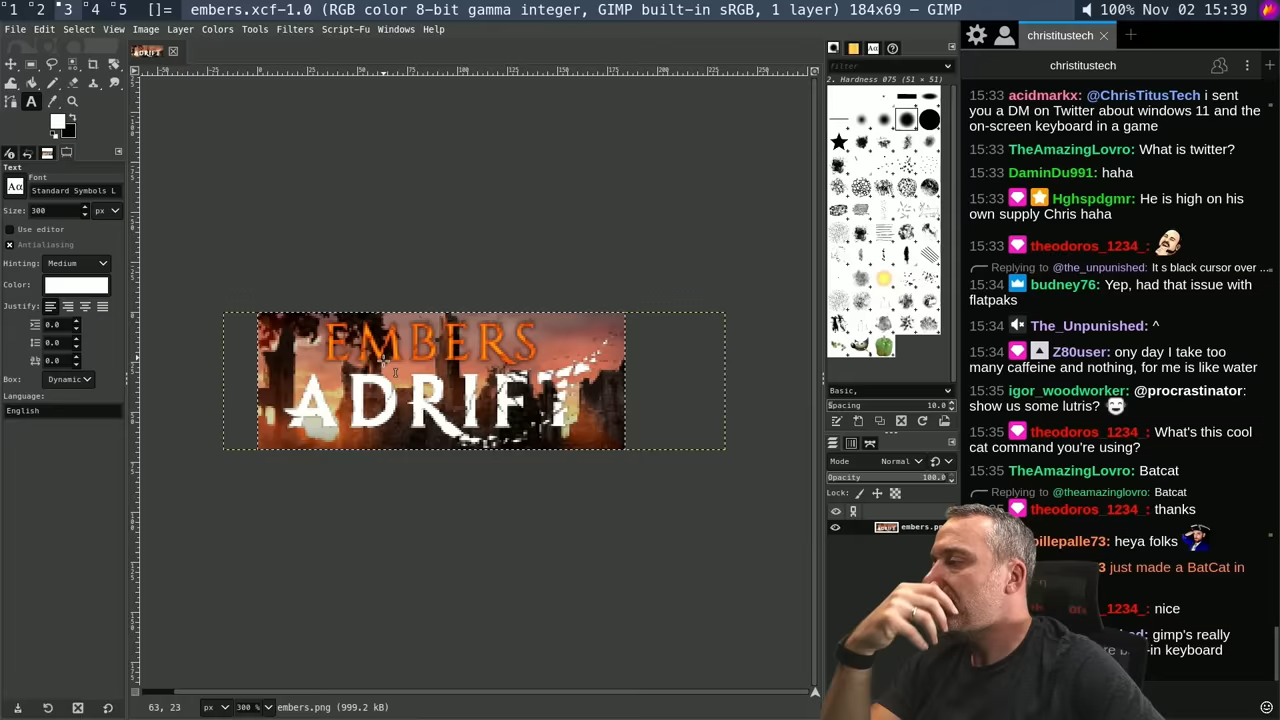 1 2 3 4 5 []= embers.xcf-1.0 (RGB color 8-bit gamma integer, GIMP built-in sRGB, 1 layer) 184x69 – GIMP 100% Nov 02 15:39
File Edit Select View Image Layer Colors Tools Filters Script-Fu Windows Help
Text
Font
Aα Standard Symbols L
Size: 300 px
Use editor
Antialiasing
Hinting: Medium
Color:
Justify:
0.0
0.0
0.0
Box: Dynamic
Language:
English
EMBERS
ADRIFT
63, 23 px 300 % embers.png (999.2 kB)
filter
2. Hardness 075 (51 × 51)
Basic,
Spacing 10.0
Mode Normal
Opacity 100.0
Lock:
christitustech
christitustech
15:33 acidmarkx: @ChrisTitusTech i sent
you a DM on Twitter about windows 11 and the
on-screen keyboard in a game
15:33 TheAmazingLovro: What is twitter?
15:33 DaminDu991: haha
15:33 Hghspdgmr: He is high on his
own supply Chris haha
15:33 theodoros_1234_:
Replying to @the_unpunished: It s black cursor over ...
15:34 budney76: Yep, had that issue with
flatpaks
15:34 The_Unpunished: ^
15:34 Z80user: ony day I take too
many caffeine and nothing, for me is like water
15:35 igor_woodworker: @procrastinator:
show us some lutris?
15:35 theodoros_1234_: What's this cool
cat command you're using?
15:35 TheAmazingLovro: Batcat
Replying to @theamazinglovro: Batcat
theodoros_1234_: thanks
billepalle73: heya folks
3 just made a BatCat in
_1234_: nice
gimp's really
in keyboard